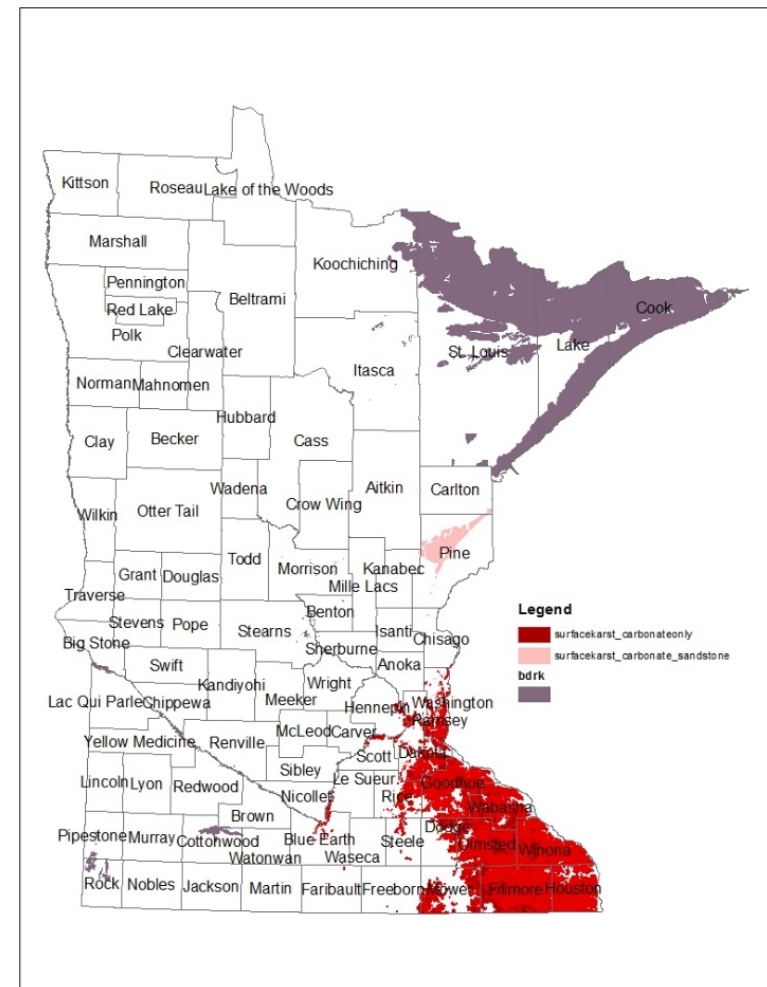 Kittson
Roseau
Lake of the Woods
Marshall
Koochiching
Pennington
Beltrami
Cook
Red Lake
Polk
St. Louis
Lake
Clearwater
Itasca
Norman
Mahnomen
Hubbard
Clay
Becker
Cass
Wadena
Aitkin
Carlton
Wilkin
Otter Tail
Crow Wing
Todd
Pine
Grant
Douglas
Morrison
Kanabec
Mille Lacs
Traverse
Stevens
Pope
Benton
Big Stone
Stearns
Isanti
Chisago
Sherburne
Swift
Anoka
Kandiyohi
Wright
Lac Qui Parle
Chippewa
Meeker
Hennepin
Washington
Ramsey
McLeod
Carver
Yellow Medicine
Renville
Scott
Dakota
Sibley
Lincoln
Lyon
Redwood
Le Sueur
Goodhue
Nicollet
Rice
Wabasha
Brown
Pipestone
Murray
Cottonwood
Blue Earth
Steele
Dodge
Olmsted
Winona
Watonwan
Waseca
Rock
Nobles
Jackson
Martin
Faribault
Freeborn
Mower
Fillmore
Houston
Legend
surfacekarst_carbonateonly
surfacekarst_carbonate_sandstone
bdrk